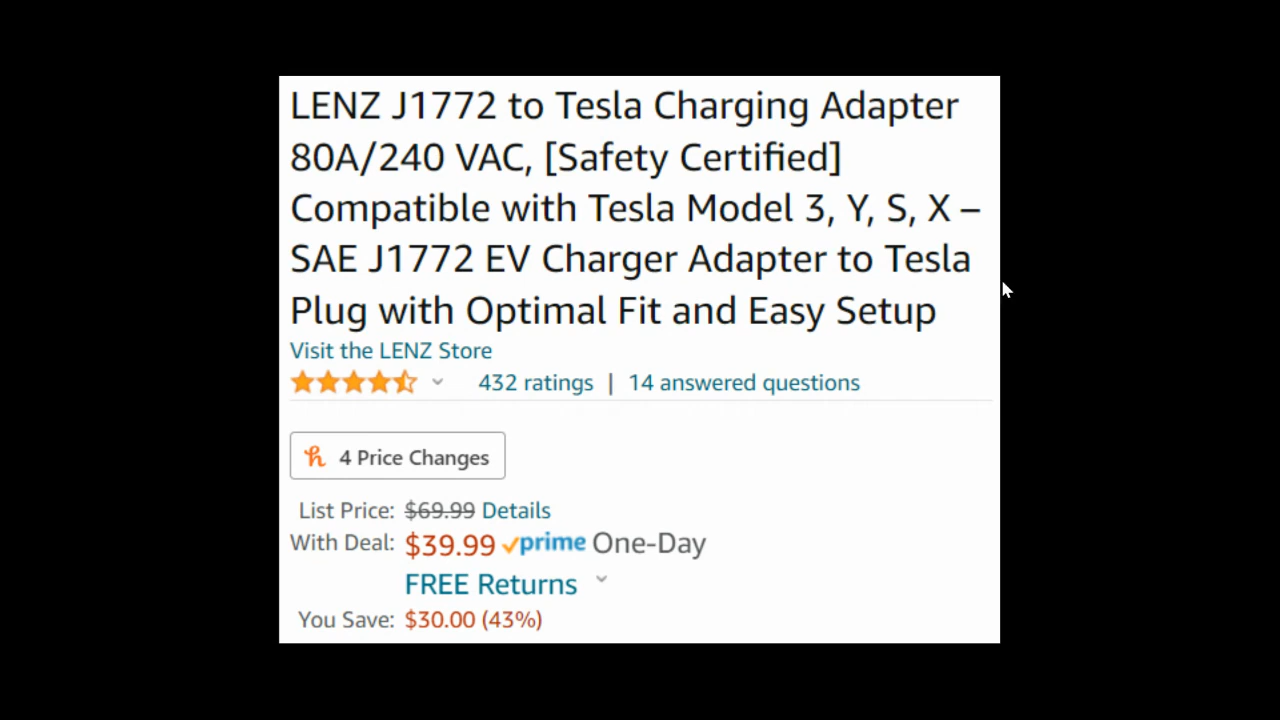 LENZ J1772 to Tesla Charging Adapter
80A/240 VAC, [Safety Certified]
Compatible with Tesla Model 3, Y, S, X –
SAE J1772 EV Charger Adapter to Tesla
Plug with Optimal Fit and Easy Setup
Visit the LENZ Store
432 ratings | 14 answered questions
4 Price Changes
List Price: $69.99 Details
With Deal: $39.99 prime One-Day
FREE Returns
You Save: $30.00 (43%)